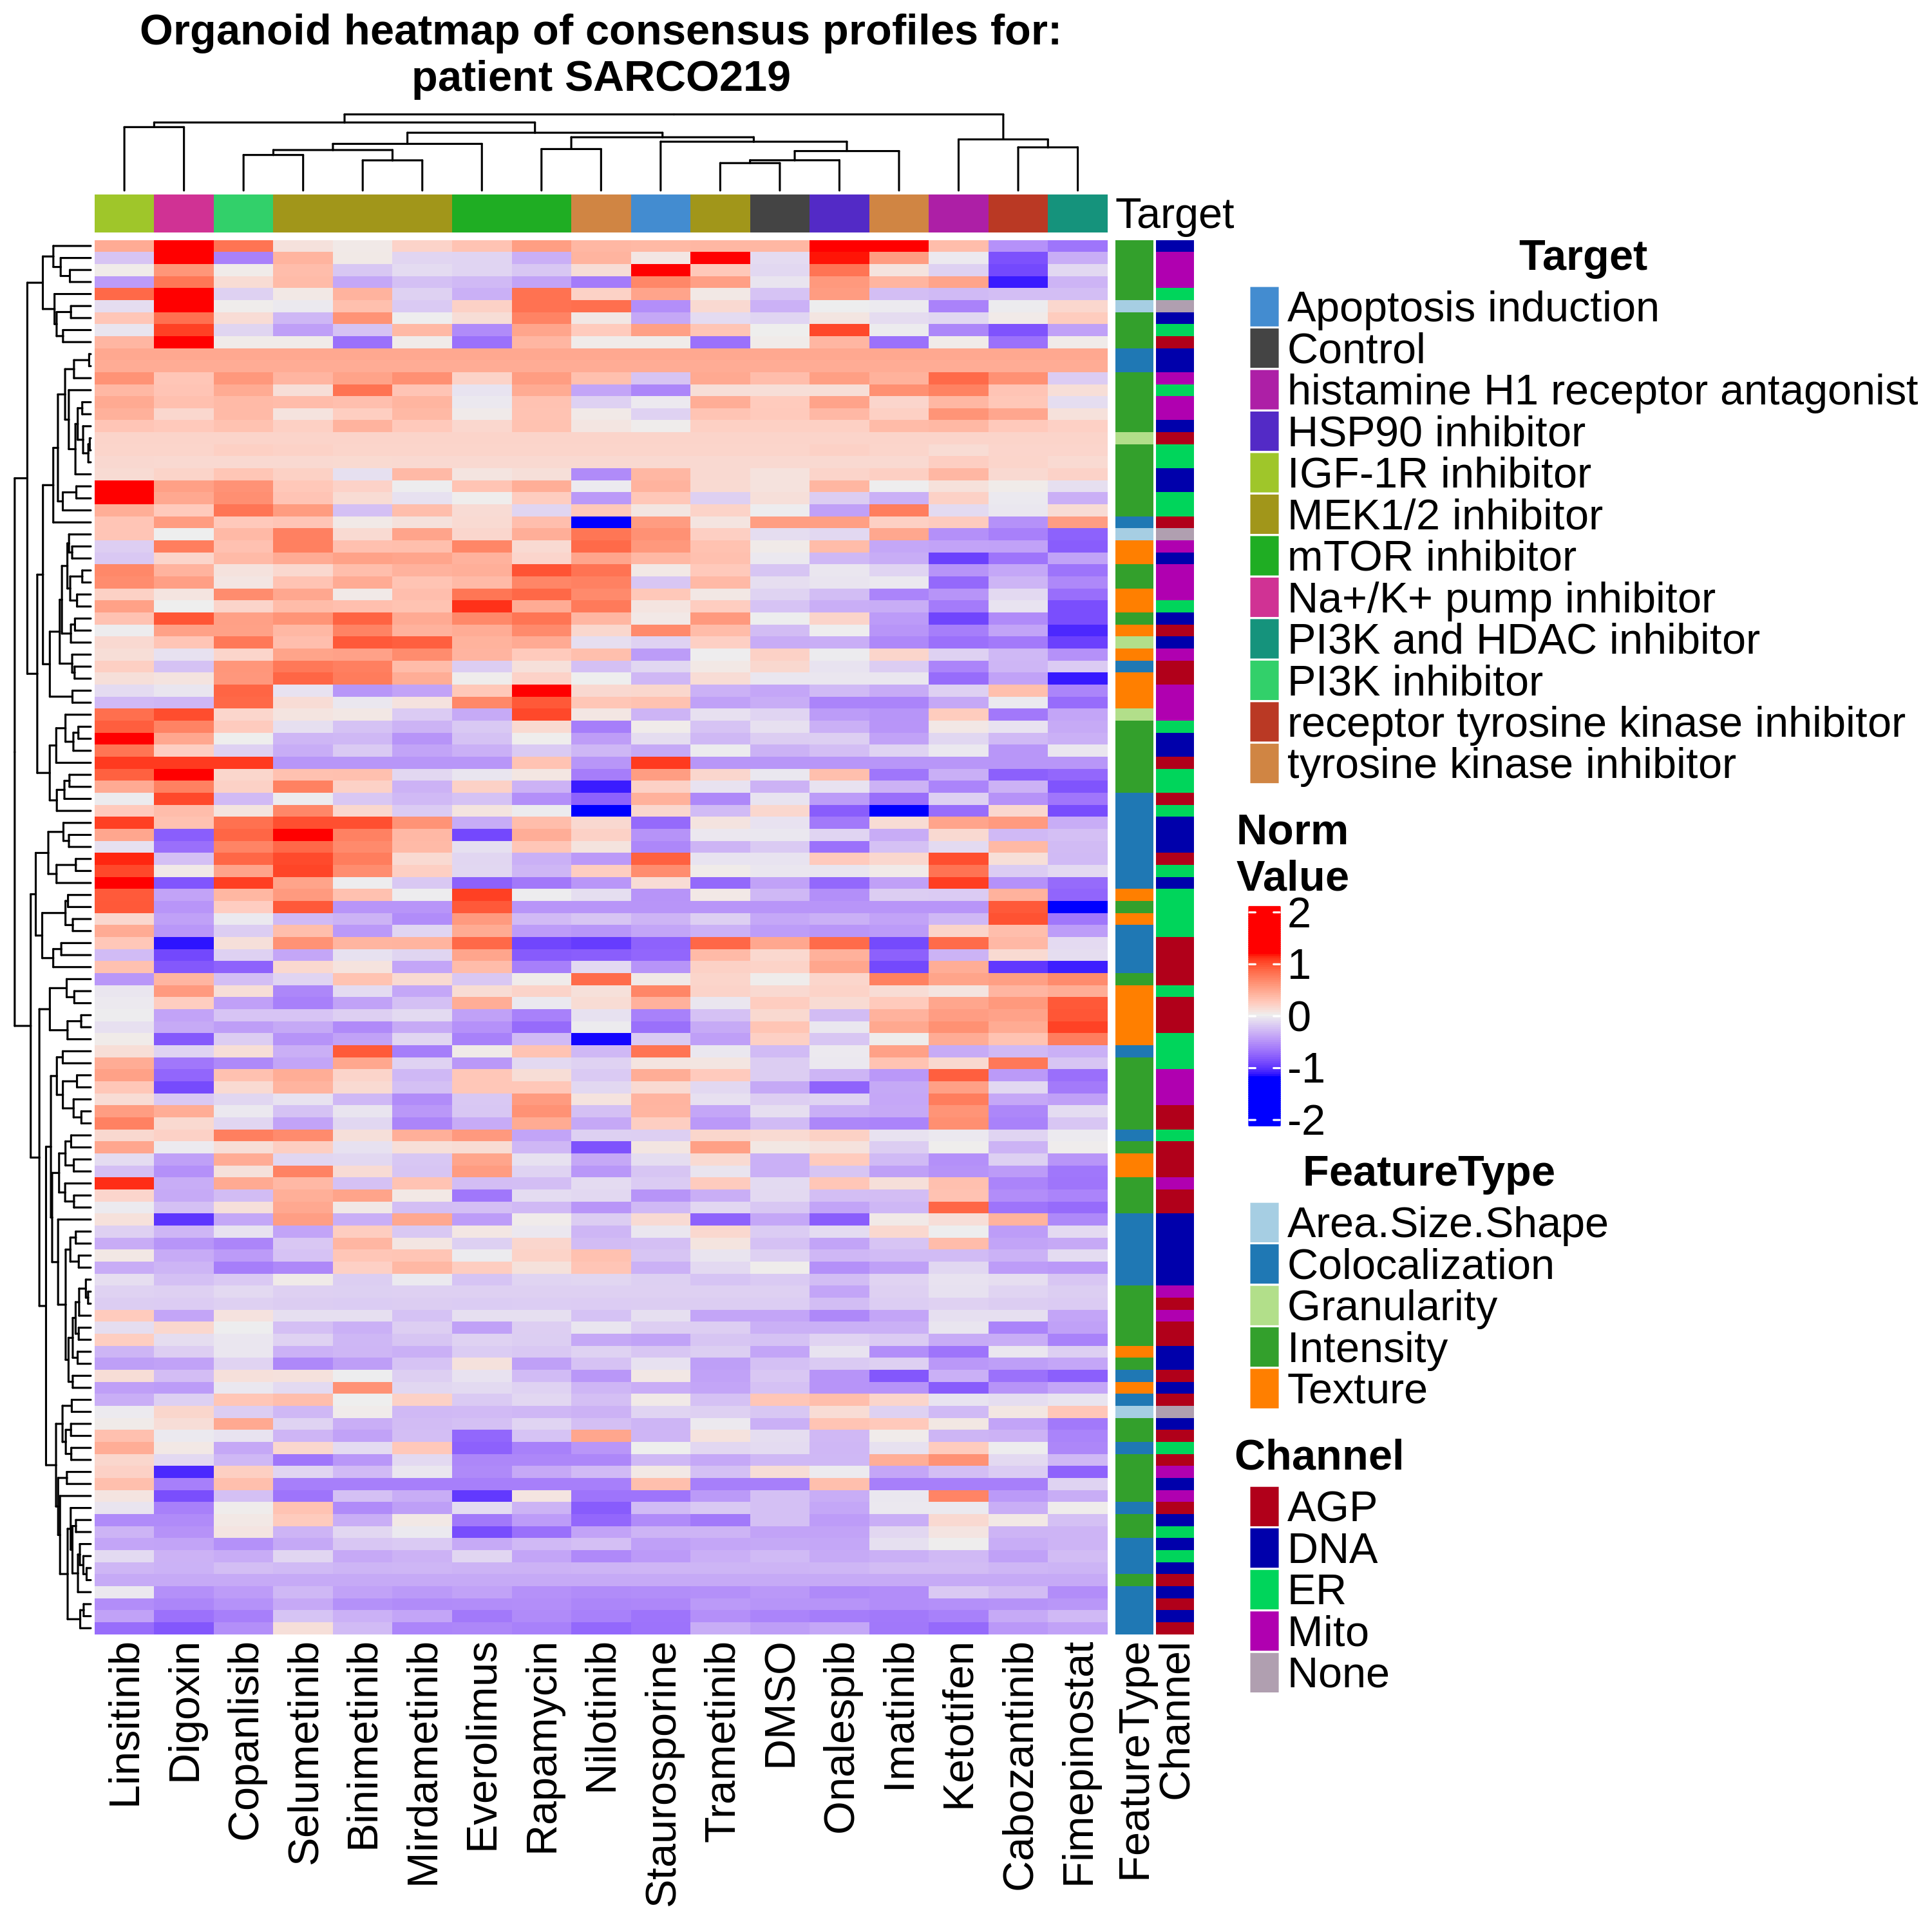 Organoid heatmap of consensus profiles for:
patient SARCO219
Target
Target
Apoptosis induction
Control
histamine H1 receptor antagonist
HSP90 inhibitor
IGF-1R inhibitor
MEK1/2 inhibitor
mTOR inhibitor
Na+/K+ pump inhibitor
PI3K and HDAC inhibitor
PI3K inhibitor
receptor tyrosine kinase inhibitor
tyrosine kinase inhibitor
Norm
Value
2
1
0
-1
-2
FeatureType
Area.Size.Shape
Colocalization
Granularity
Intensity
Texture
Channel
AGP
DNA
ER
Mito
None
Linsitinib
Digoxin
Copanlisib
Selumetinib
Binimetinib
Mirdametinib
Everolimus
Rapamycin
Nilotinib
Staurosporine
Trametinib
DMSO
Onalespib
Imatinib
Ketotifen
Cabozantinib
Fimepinostat
FeatureType
Channel